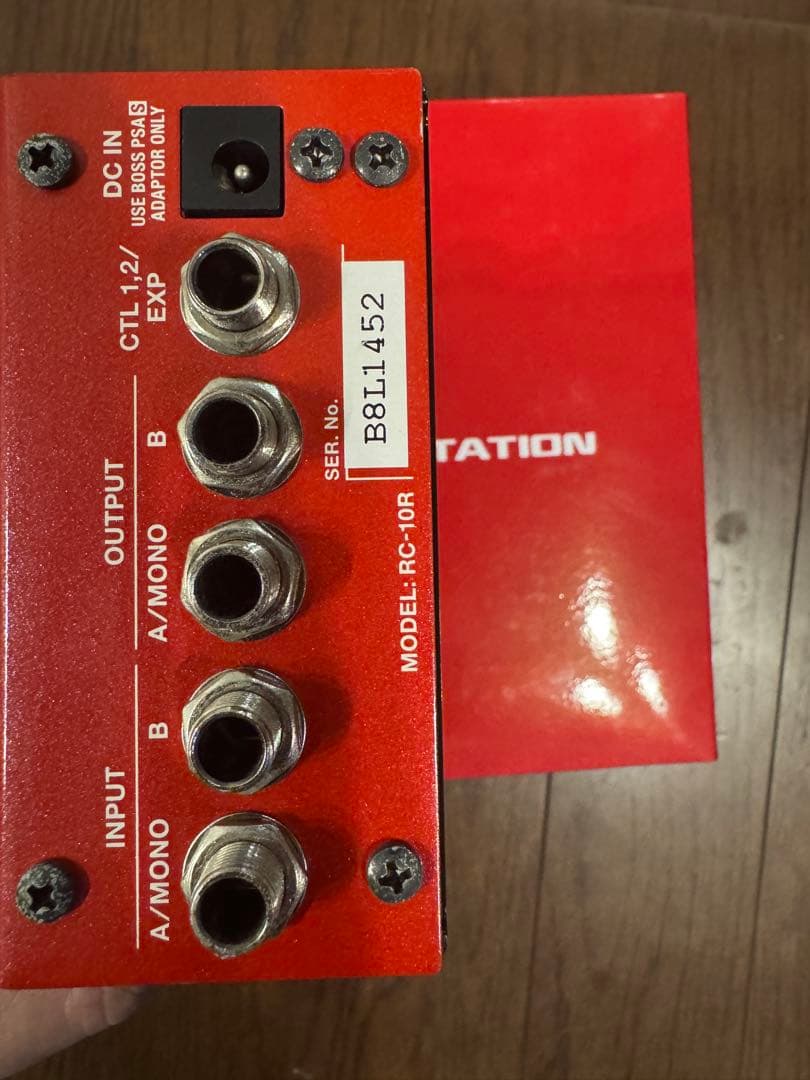 DC IN
USE BOSS PSA S
ADAPTOR ONLY
CTL 1,2/
EXP
OUTPUT
B
A/MONO
INPUT
B
A/MONO
SER. No.
B8L1452
MODEL: RC-10R
TATION